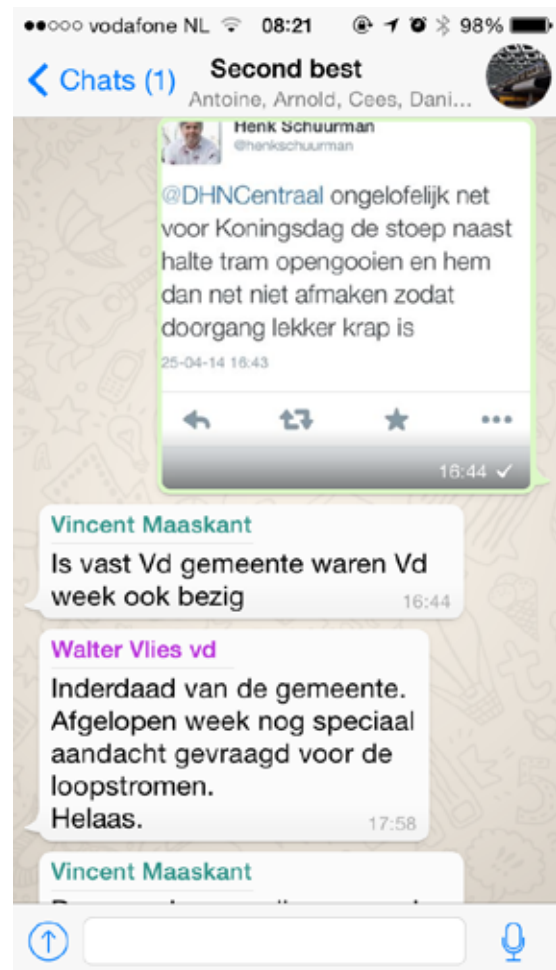 vodafone NL 08:21 98%
Chats (1) Second best
Antoine, Arnold, Cees, Dani...
Henk Schuurman
@henkschuurman
@DHNCentraal ongelofelijk net
voor Koningsdag de stoep naast
halte tram opengooien en hem
dan net niet afmaken zodat
doorgang lekker krap is
25-04-14 16:43
16:44
Vincent Maaskant
Is vast Vd gemeente waren Vd
week ook bezig
16:44
Walter Vlies vd
Inderdaad van de gemeente.
Afgelopen week nog speciaal
aandacht gevraagd voor de
loopstromen.
Helaas.
17:58
Vincent Maaskant